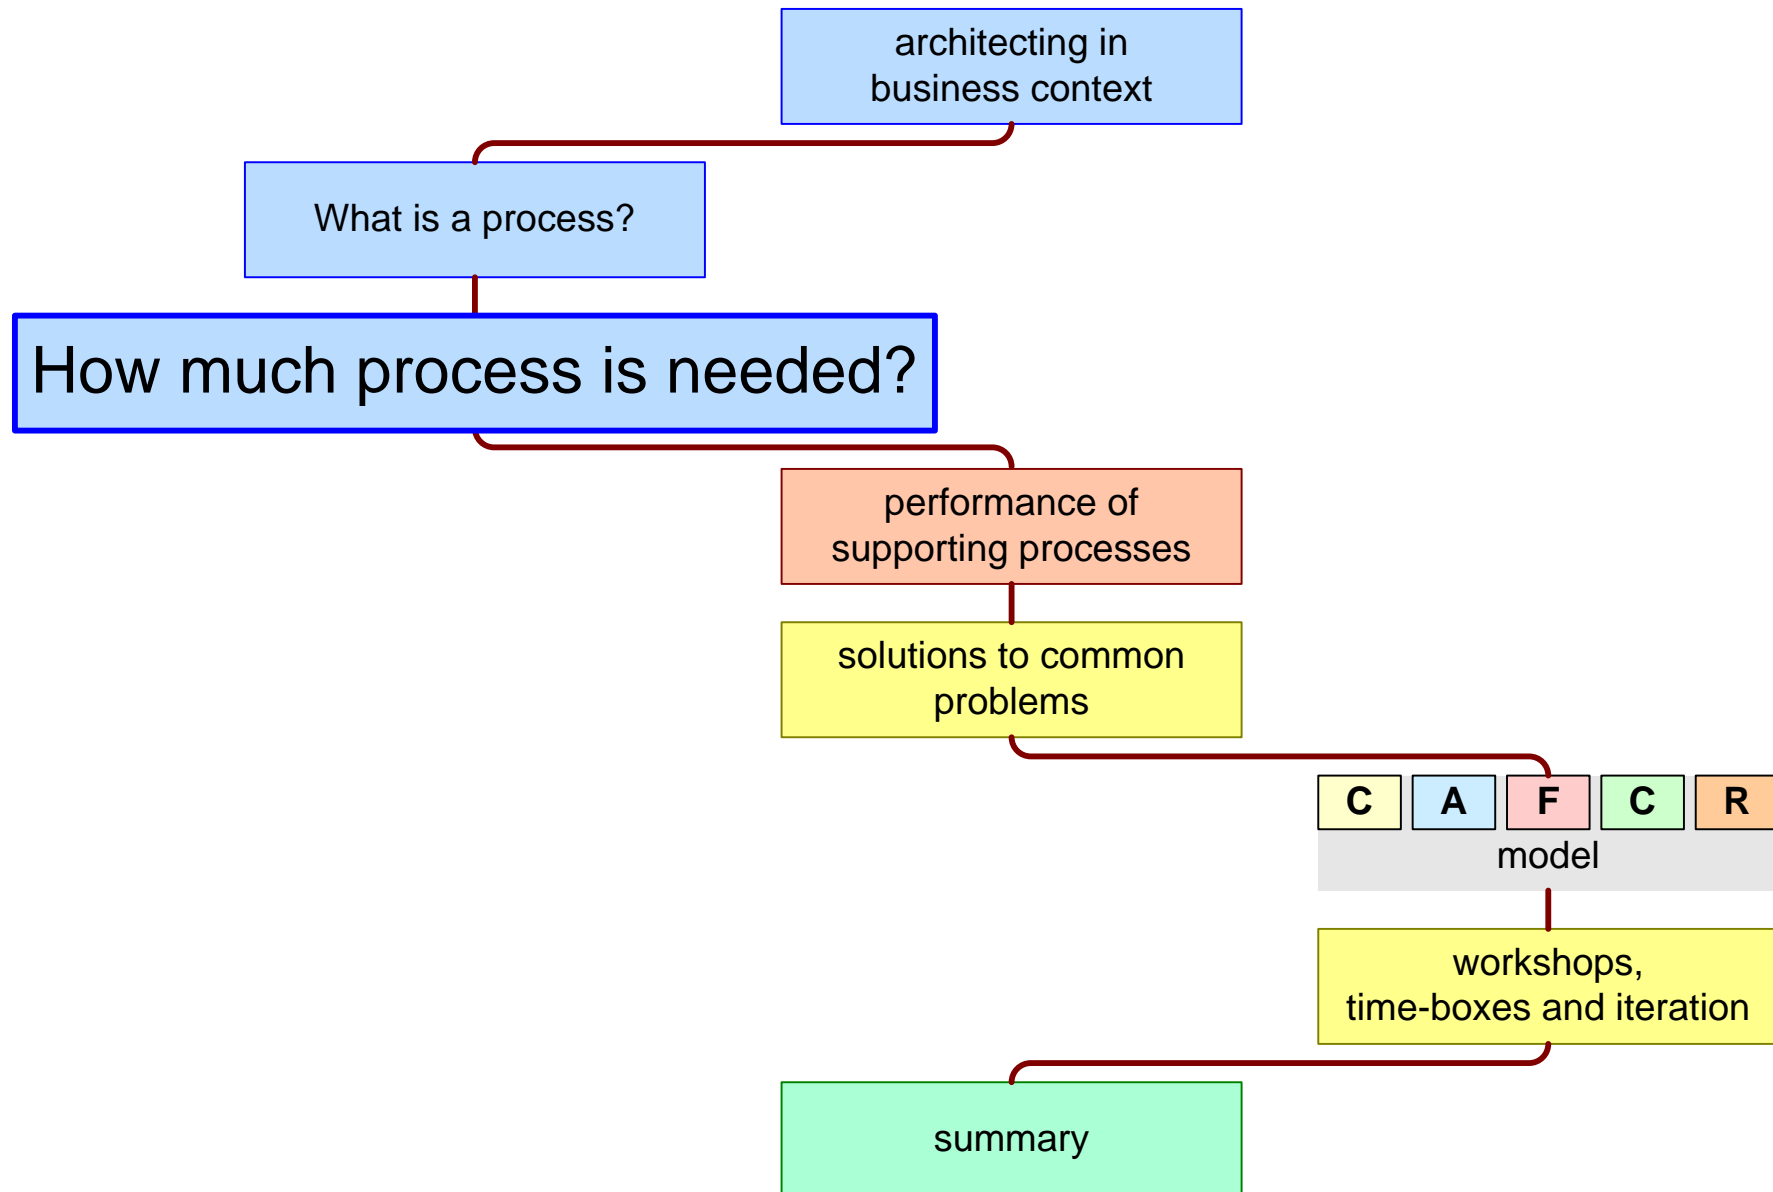 architecting in
business context
What is a process?
How much process is needed?
performance of
supporting processes
solutions to common
problems
C A F C R
model
workshops,
time-boxes and iteration
summary